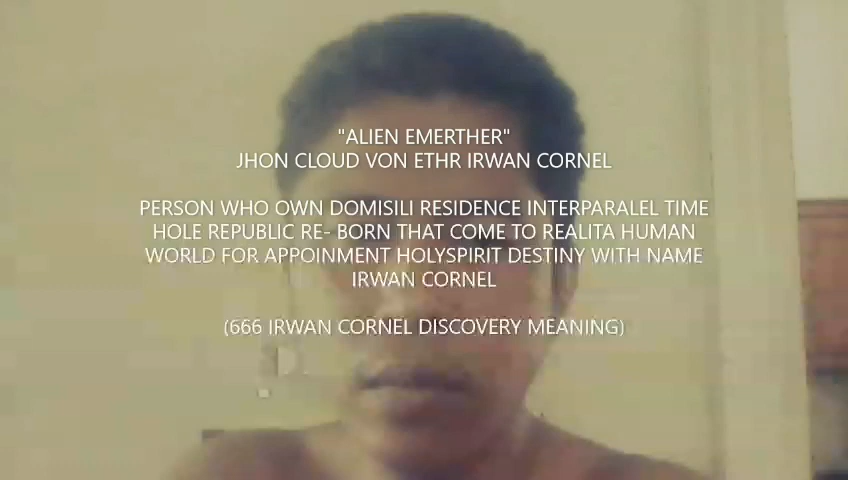 "ALIEN EMERTHER"
JHON CLOUD VON ETHR IRWAN CORNEL
PERSON WHO OWN DOMISILI RESIDENCE INTERPARALEL TIME
HOLE REPUBLIC RE- BORN THAT COME TO REALITA HUMAN
WORLD FOR APPOINMENT HOLYSPIRIT DESTINY WITH NAME
IRWAN CORNEL
(666 IRWAN CORNEL DISCOVERY MEANING)